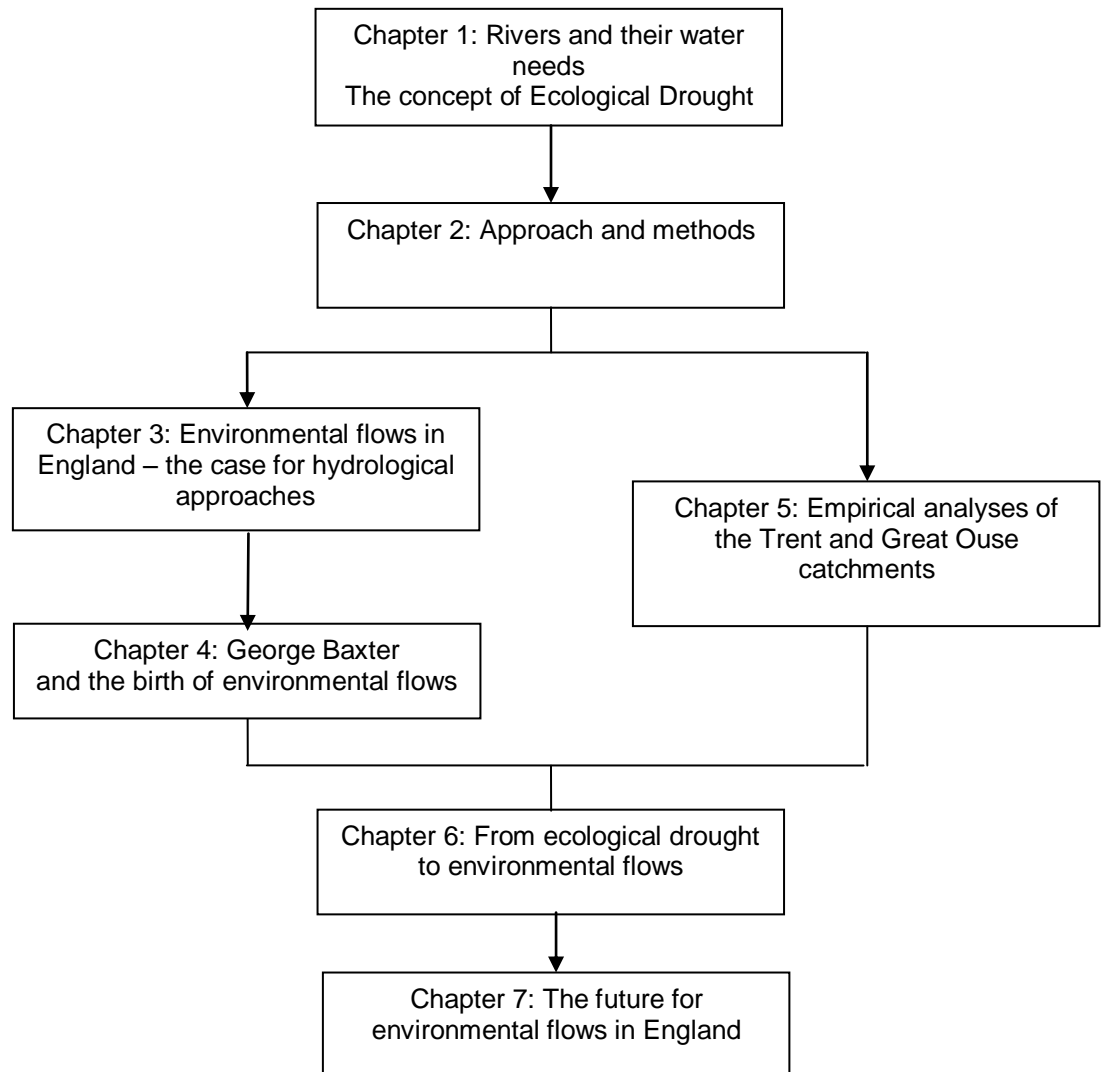 Chapter 1: Rivers and their water
needs
The concept of Ecological Drought
Chapter 2: Approach and methods
Chapter 3: Environmental flows in
England – the case for hydrological
approaches
Chapter 4: George Baxter
and the birth of environmental flows
Chapter 5: Empirical analyses of
the Trent and Great Ouse
catchments
Chapter 6: From ecological drought
to environmental flows
Chapter 7: The future for
environmental flows in England